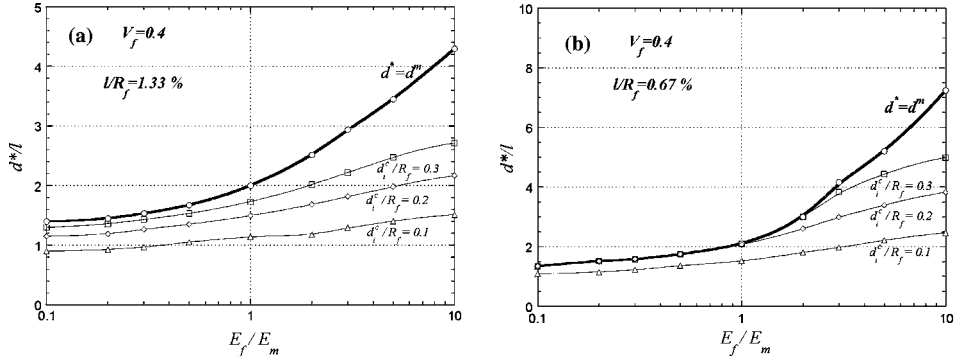 5
4
3
2
1
0
d*/l
(a)
V_f=0.4
l/R_f=1.33 %
d^*=d^m
d_i^c/R_f=0.3
d_i^c/R_f=0.2
d_i^c/R_f=0.1
0.1
1
10
E_f/E_m
10
8
6
4
2
0
d*/l
(b)
V_f=0.4
l/R_f=0.67 %
d^*=d^m
d_i^c/R_f=0.3
d_i^c/R_f=0.2
d_i^c/R_f=0.1
0.1
1
10
E_f/E_m